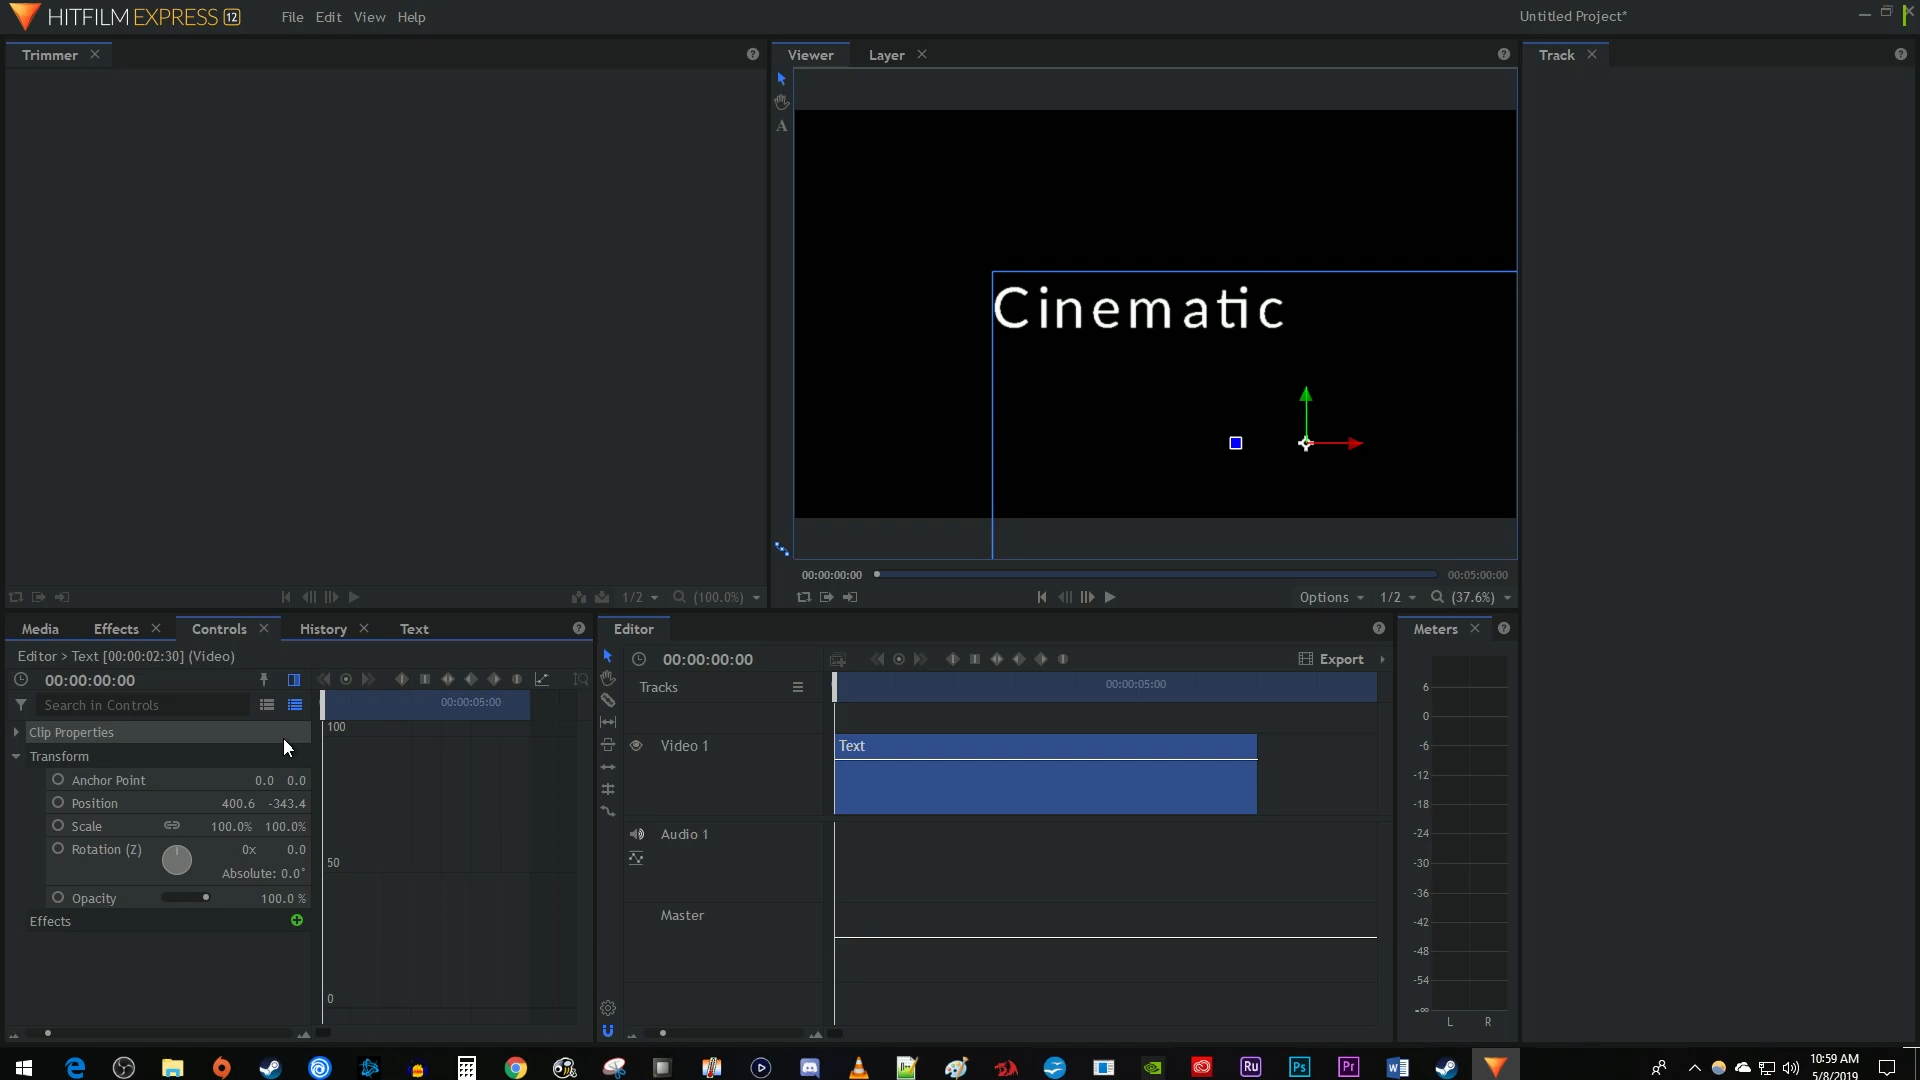 HITFILM EXPRESS 12 File Edit View Help Untitled Project*
Trimmer Viewer Layer Track
Cinematic
00:00:00:00 00:05:00:00
1/2 (100.0%) Options 1/2 (37.6%)
Media Effects Controls History Text Editor Meters
Editor > Text [00:00:02:30] (Video)
00:00:00:00
Search in Controls
00:00:05:00
Clip Properties
Transform
Anchor Point 0.0 0.0
Position 400.6 -343.4
Scale 100.0% 100.0%
Rotation (Z) 0x 0.0
Absolute: 0.0°
Opacity 100.0 %
Effects
100
50
0
00:00:00:00 Export
Tracks 00:00:05:00
Video 1 Text
Audio 1
Master
6
0
-6
-12
-18
-24
-30
-36
-42
-48
-54
-∞
L R
Ru Ps Pr
10:59 AM
5/8/2019